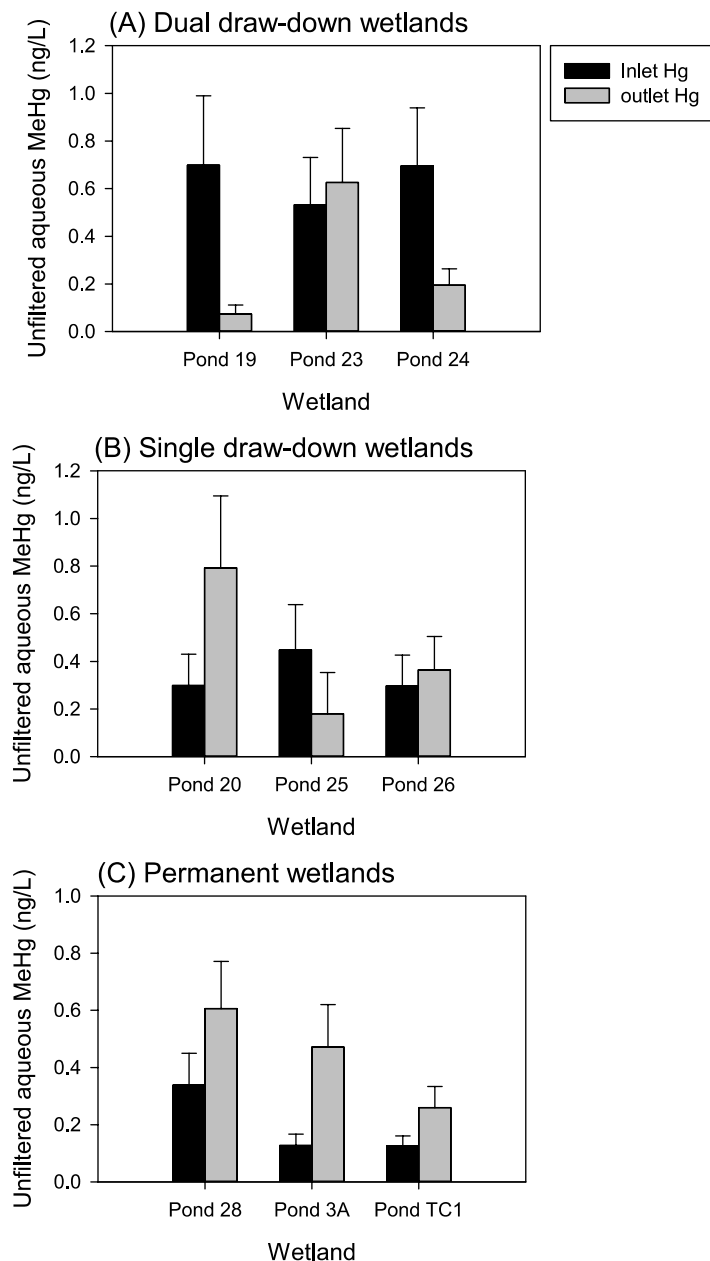 (A) Dual draw-down wetlands
Unfiltered aqueous MeHg (ng/L)
1.2
1.0
0.8
0.6
0.4
0.2
0.0
Pond 19 Pond 23 Pond 24
Wetland
Inlet Hg
outlet Hg
(B) Single draw-down wetlands
Unfiltered aqueous MeHg (ng/L)
1.2
1.0
0.8
0.6
0.4
0.2
0.0
Pond 20 Pond 25 Pond 26
Wetland
(C) Permanent wetlands
Unfiltered aqueous MeHg (ng/L)
1.0
0.8
0.6
0.4
0.2
0.0
Pond 28 Pond 3A Pond TC1
Wetland